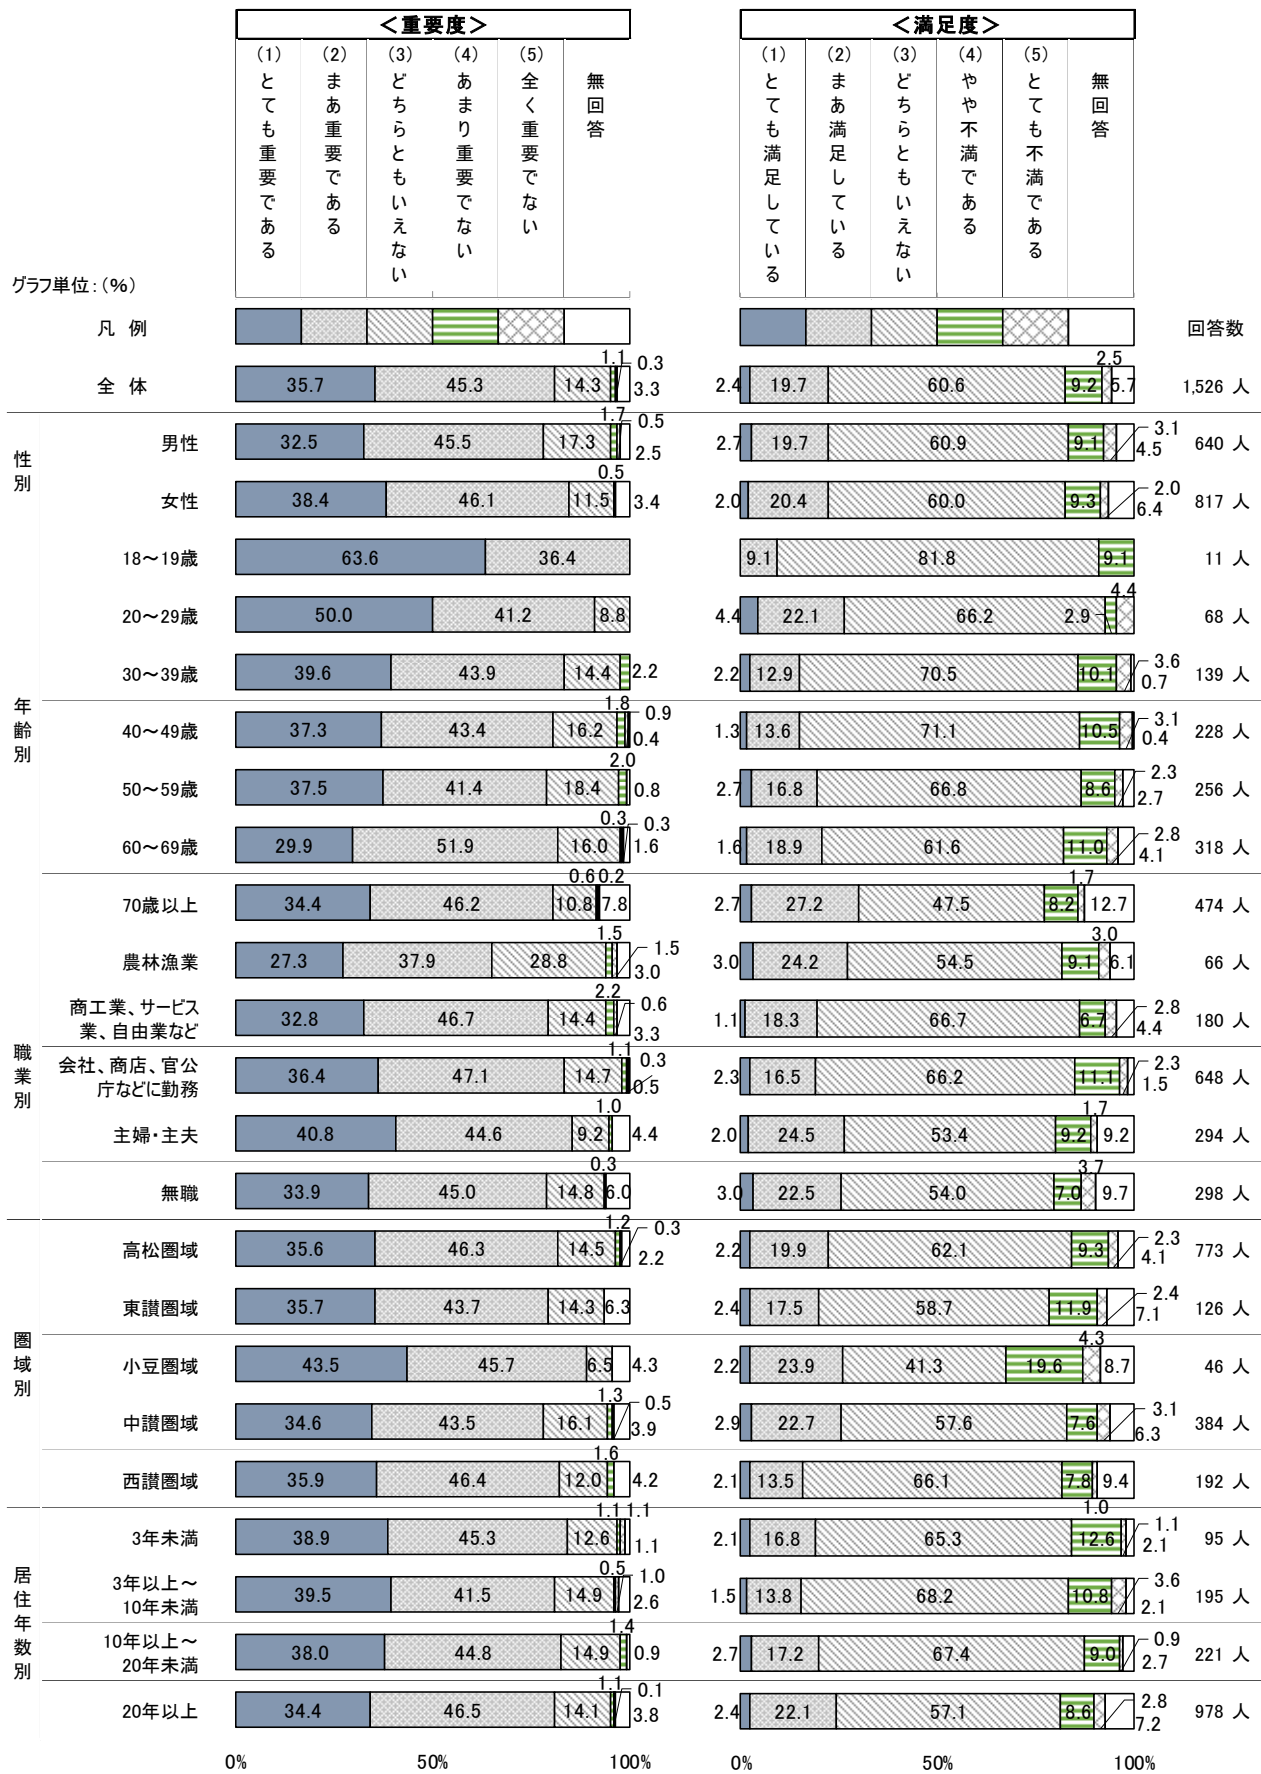 ＜重要度＞
＜満足度＞
(1) とても重要である
(2) まあ重要である
(3) どちらともいえない
(4) あまり重要でない
(5) 全く重要でない
無回答
(1) とても満足している
(2) まあ満足している
(3) どちらともいえない
(4) やや不満である
(5) とても不満である
無回答
グラフ単位：(％)
凡 例
回答数
全 体 35.7 45.3 14.3 1.1 0.3 3.3 2.4 19.7 60.6 9.2 2.5 5.7 1,526 人
性別
男性 32.5 45.5 17.3 1.7 0.5 2.5 2.7 19.7 60.9 9.1 3.1 4.5 640 人
女性 38.4 46.1 11.5 0.5 3.4 2.0 20.4 60.0 9.3 2.0 6.4 817 人
年齢別
18～19歳 63.6 36.4 9.1 81.8 9.1 11 人
20～29歳 50.0 41.2 8.8 4.4 22.1 66.2 2.9 4.4 68 人
30～39歳 39.6 43.9 14.4 2.2 2.2 12.9 70.5 10.1 3.6 0.7 139 人
40～49歳 37.3 43.4 16.2 1.8 0.9 0.4 1.3 13.6 71.1 10.5 3.1 0.4 228 人
50～59歳 37.5 41.4 18.4 2.0 0.8 2.7 16.8 66.8 8.6 2.3 2.7 256 人
60～69歳 29.9 51.9 16.0 0.3 0.3 1.6 1.6 18.9 61.6 11.0 2.8 4.1 318 人
70歳以上 34.4 46.2 10.8 0.6 0.2 7.8 2.7 27.2 47.5 8.2 1.7 12.7 474 人
職業別
農林漁業 27.3 37.9 28.8 1.5 1.5 3.0 3.0 24.2 54.5 9.1 3.0 6.1 66 人
商工業、サービス
業、自由業など 32.8 46.7 14.4 2.2 0.6 3.3 1.1 18.3 66.7 6.7 2.8 4.4 180 人
会社、商店、官公
庁などに勤務 36.4 47.1 14.7 1.1 0.3 0.5 2.3 16.5 66.2 11.1 2.3 1.5 648 人
主婦・主夫 40.8 44.6 9.2 1.0 4.4 2.0 24.5 53.4 9.2 1.7 9.2 294 人
無職 33.9 45.0 14.8 0.3 6.0 3.0 22.5 54.0 7.0 3.7 9.7 298 人
圏域別
高松圏域 35.6 46.3 14.5 1.2 0.3 2.2 2.2 19.9 62.1 9.3 2.3 4.1 773 人
東讃圏域 35.7 43.7 14.3 6.3 2.4 17.5 58.7 11.9 2.4 7.1 126 人
小豆圏域 43.5 45.7 6.5 4.3 2.2 23.9 41.3 19.6 4.3 8.7 46 人
中讃圏域 34.6 43.5 16.1 1.3 0.5 3.9 2.9 22.7 57.6 7.6 3.1 6.3 384 人
西讃圏域 35.9 46.4 12.0 1.6 4.2 2.1 13.5 66.1 7.8 1.0 9.4 192 人
居住年数別
3年未満 38.9 45.3 12.6 1.1 1.1 1.1 2.1 16.8 65.3 12.6 1.1 2.1 95 人
3年以上～
10年未満 39.5 41.5 14.9 0.5 1.0 2.6 1.5 13.8 68.2 10.8 3.6 2.1 195 人
10年以上～
20年未満 38.0 44.8 14.9 1.4 0.9 2.7 17.2 67.4 9.0 0.9 2.7 221 人
20年以上 34.4 46.5 14.1 1.1 0.1 3.8 2.4 22.1 57.1 8.6 2.8 7.2 978 人
0% 50% 100% 0% 50% 100%